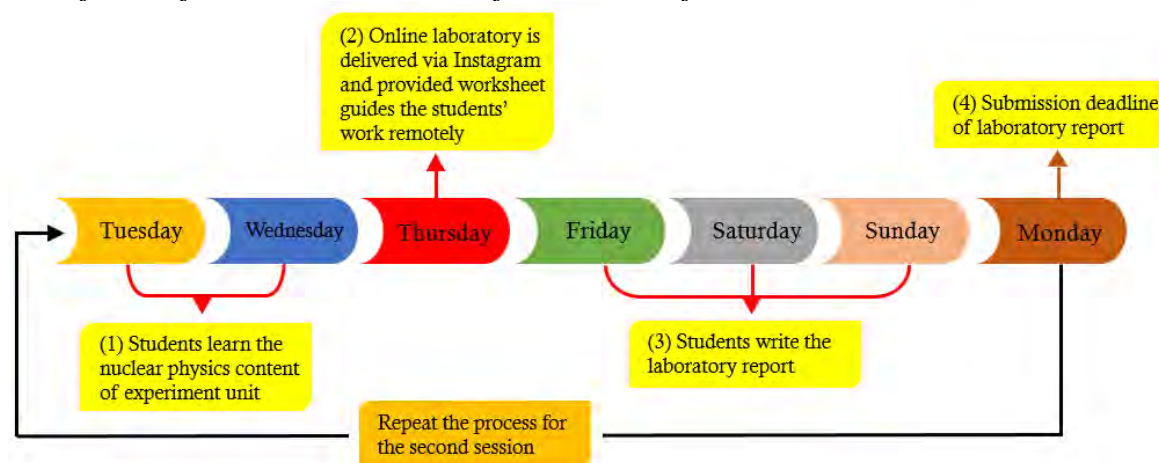 (2) Online laboratory is
delivered via Instagram
and provided worksheet
guides the students'
work remotely
(4) Submission deadline
of laboratory report
Tuesday
Wednesday
Thursday
Friday
Saturday
Sunday
Monday
(1) Students learn the
nuclear physics content
of experiment unit
(3) Students write the
laboratory report
Repeat the process for
the second session